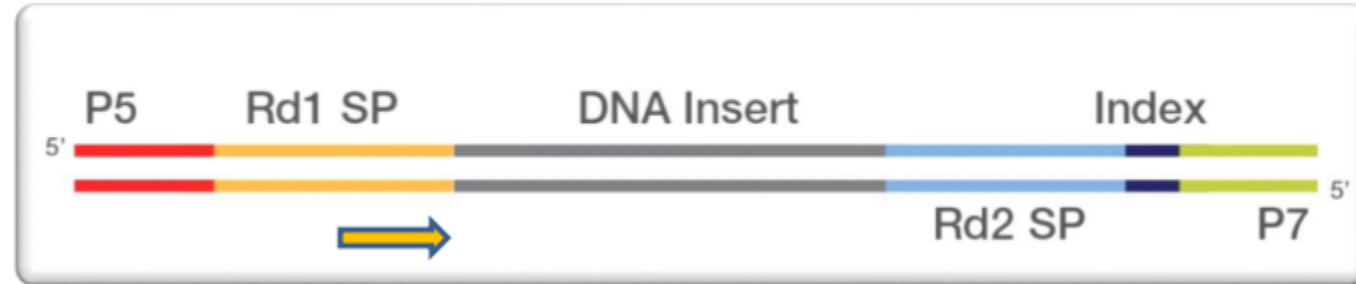 P5 Rd1 SP DNA Insert Index
5'
5'
Rd2 SP P7